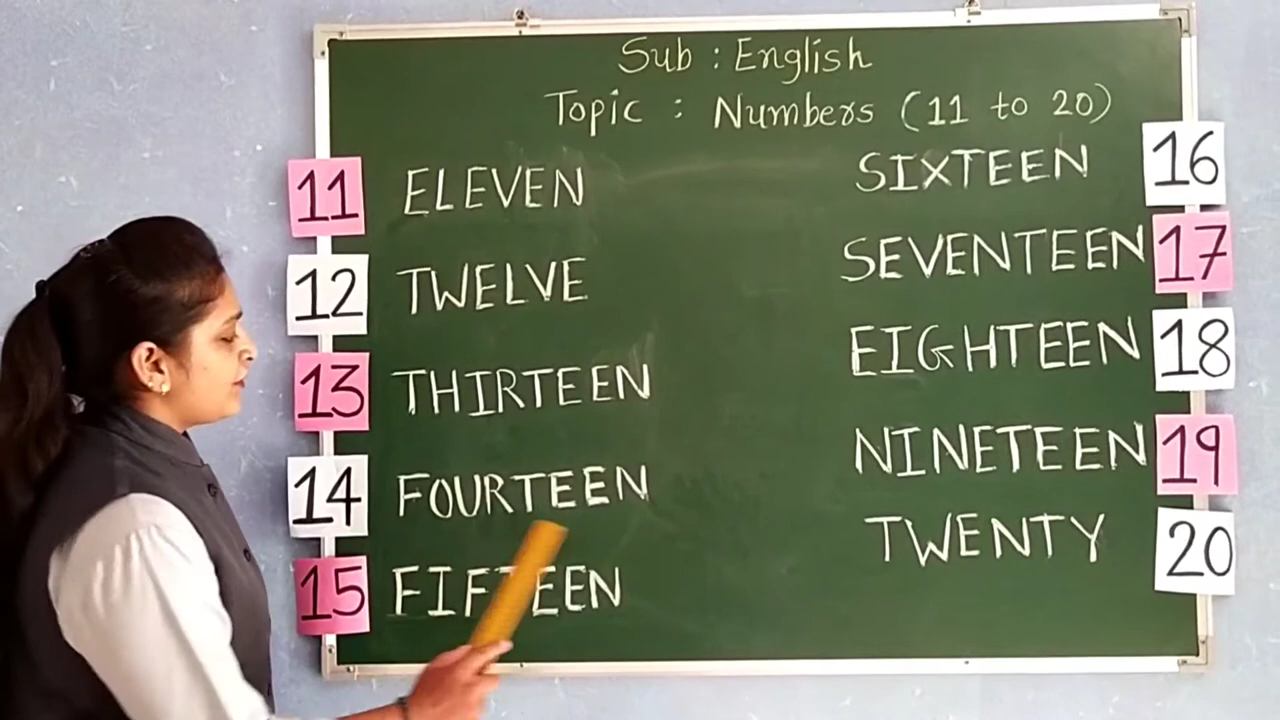 Sub : English
Topic : Numbers (11 to 20)
11 ELEVEN
12 TWELVE
13 THIRTEEN
14 FOURTEEN
15 FIFTEEN
SIXTEEN 16
SEVENTEEN 17
EIGHTEEN 18
NINETEEN 19
TWENTY 20